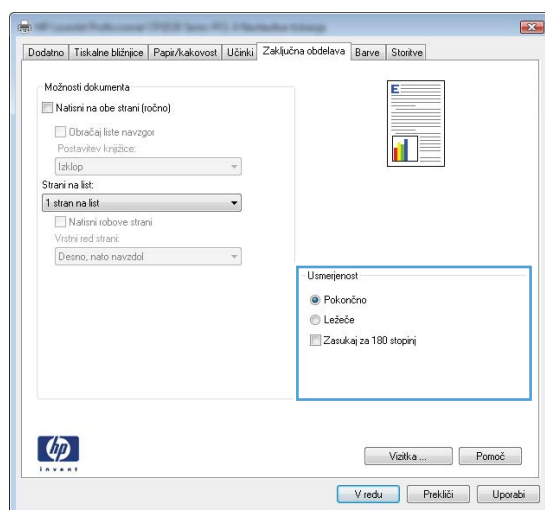 Dodatno
Tiskalne bližnjice
Papir/kakovost
Učinki
Zaključna obdelava
Barve
Storitve
Možnosti dokumenta
Natisni na obe strani (ročno)
Obračaj liste navzgor
Postavitev knjižice:
Izklop
Strani na list:
1 stran na list
Natisni robove strani
Vrstni red strani:
Desno, nato navzdol
E
Usmerjenost
Pokončno
Ležeče
Zasukaj za 180 stopinj
hp
invent
Vizitka ...
Pomoč
V redu
Prekliči
Uporabi